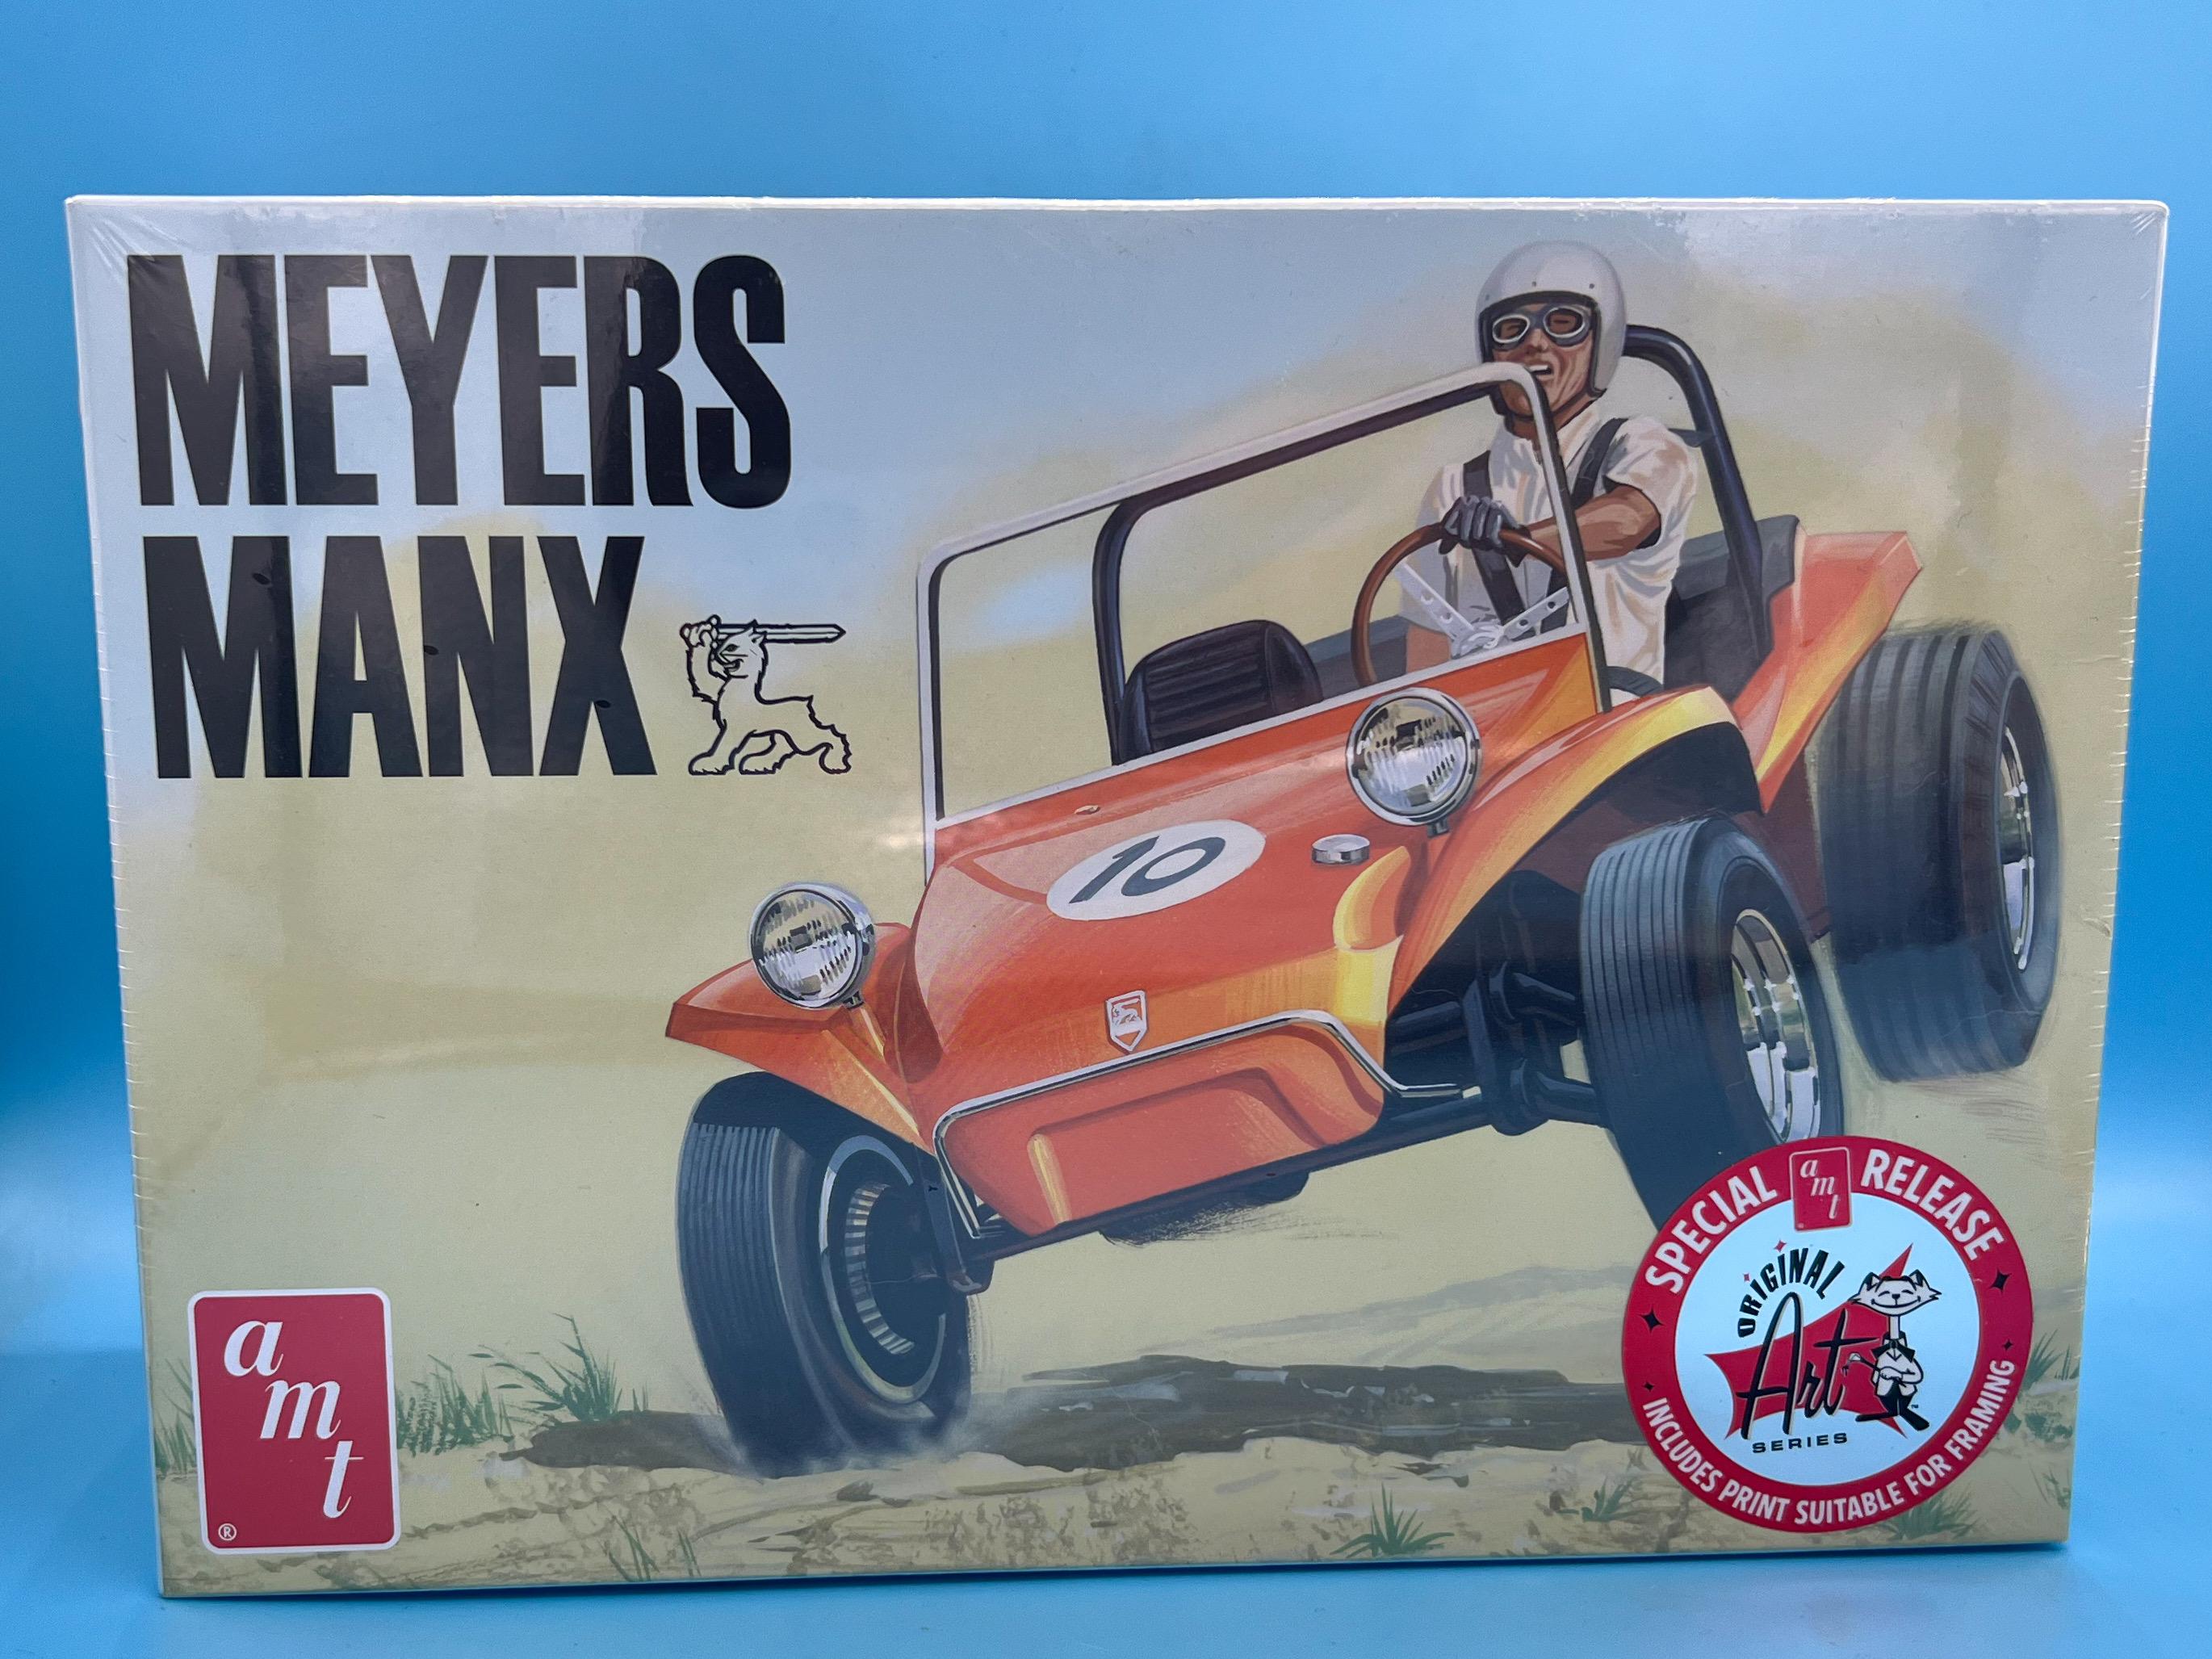 MEYERS
MANX
10
amt
®
SPECIAL amt RELEASE
ORIGINAL
Art
SERIES
INCLUDES PRINT SUITABLE FOR FRAMING